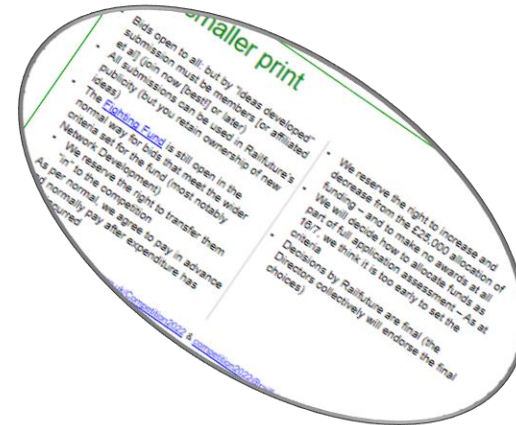 smaller print
Bids open to all: but by "Ideas developed"
submission must be members [or affiliated
et al] (join now [best!] or later)
All submissions can be used in Railfuture's
publicity (but you retain ownership of new
ideas)
The Fighting Fund is still open in the
normal way for bids that meet the wider
criteria set for the fund (most notably
Network Development)
We reserve the right to transfer them
"in" to the competition
As per normal, we agree to pay in advance
normally pay after expenditure has
We reserve the right to increase and
decrease from the £25,000 allocation of
funding – and to make no awards at all
We will decide how to allocate funds as
part of full application assessment – As at
16/7, we think it is too early to set the
criteria
Decisions by Railfuture are final (the
Directors collectively will endorse the final
choices)